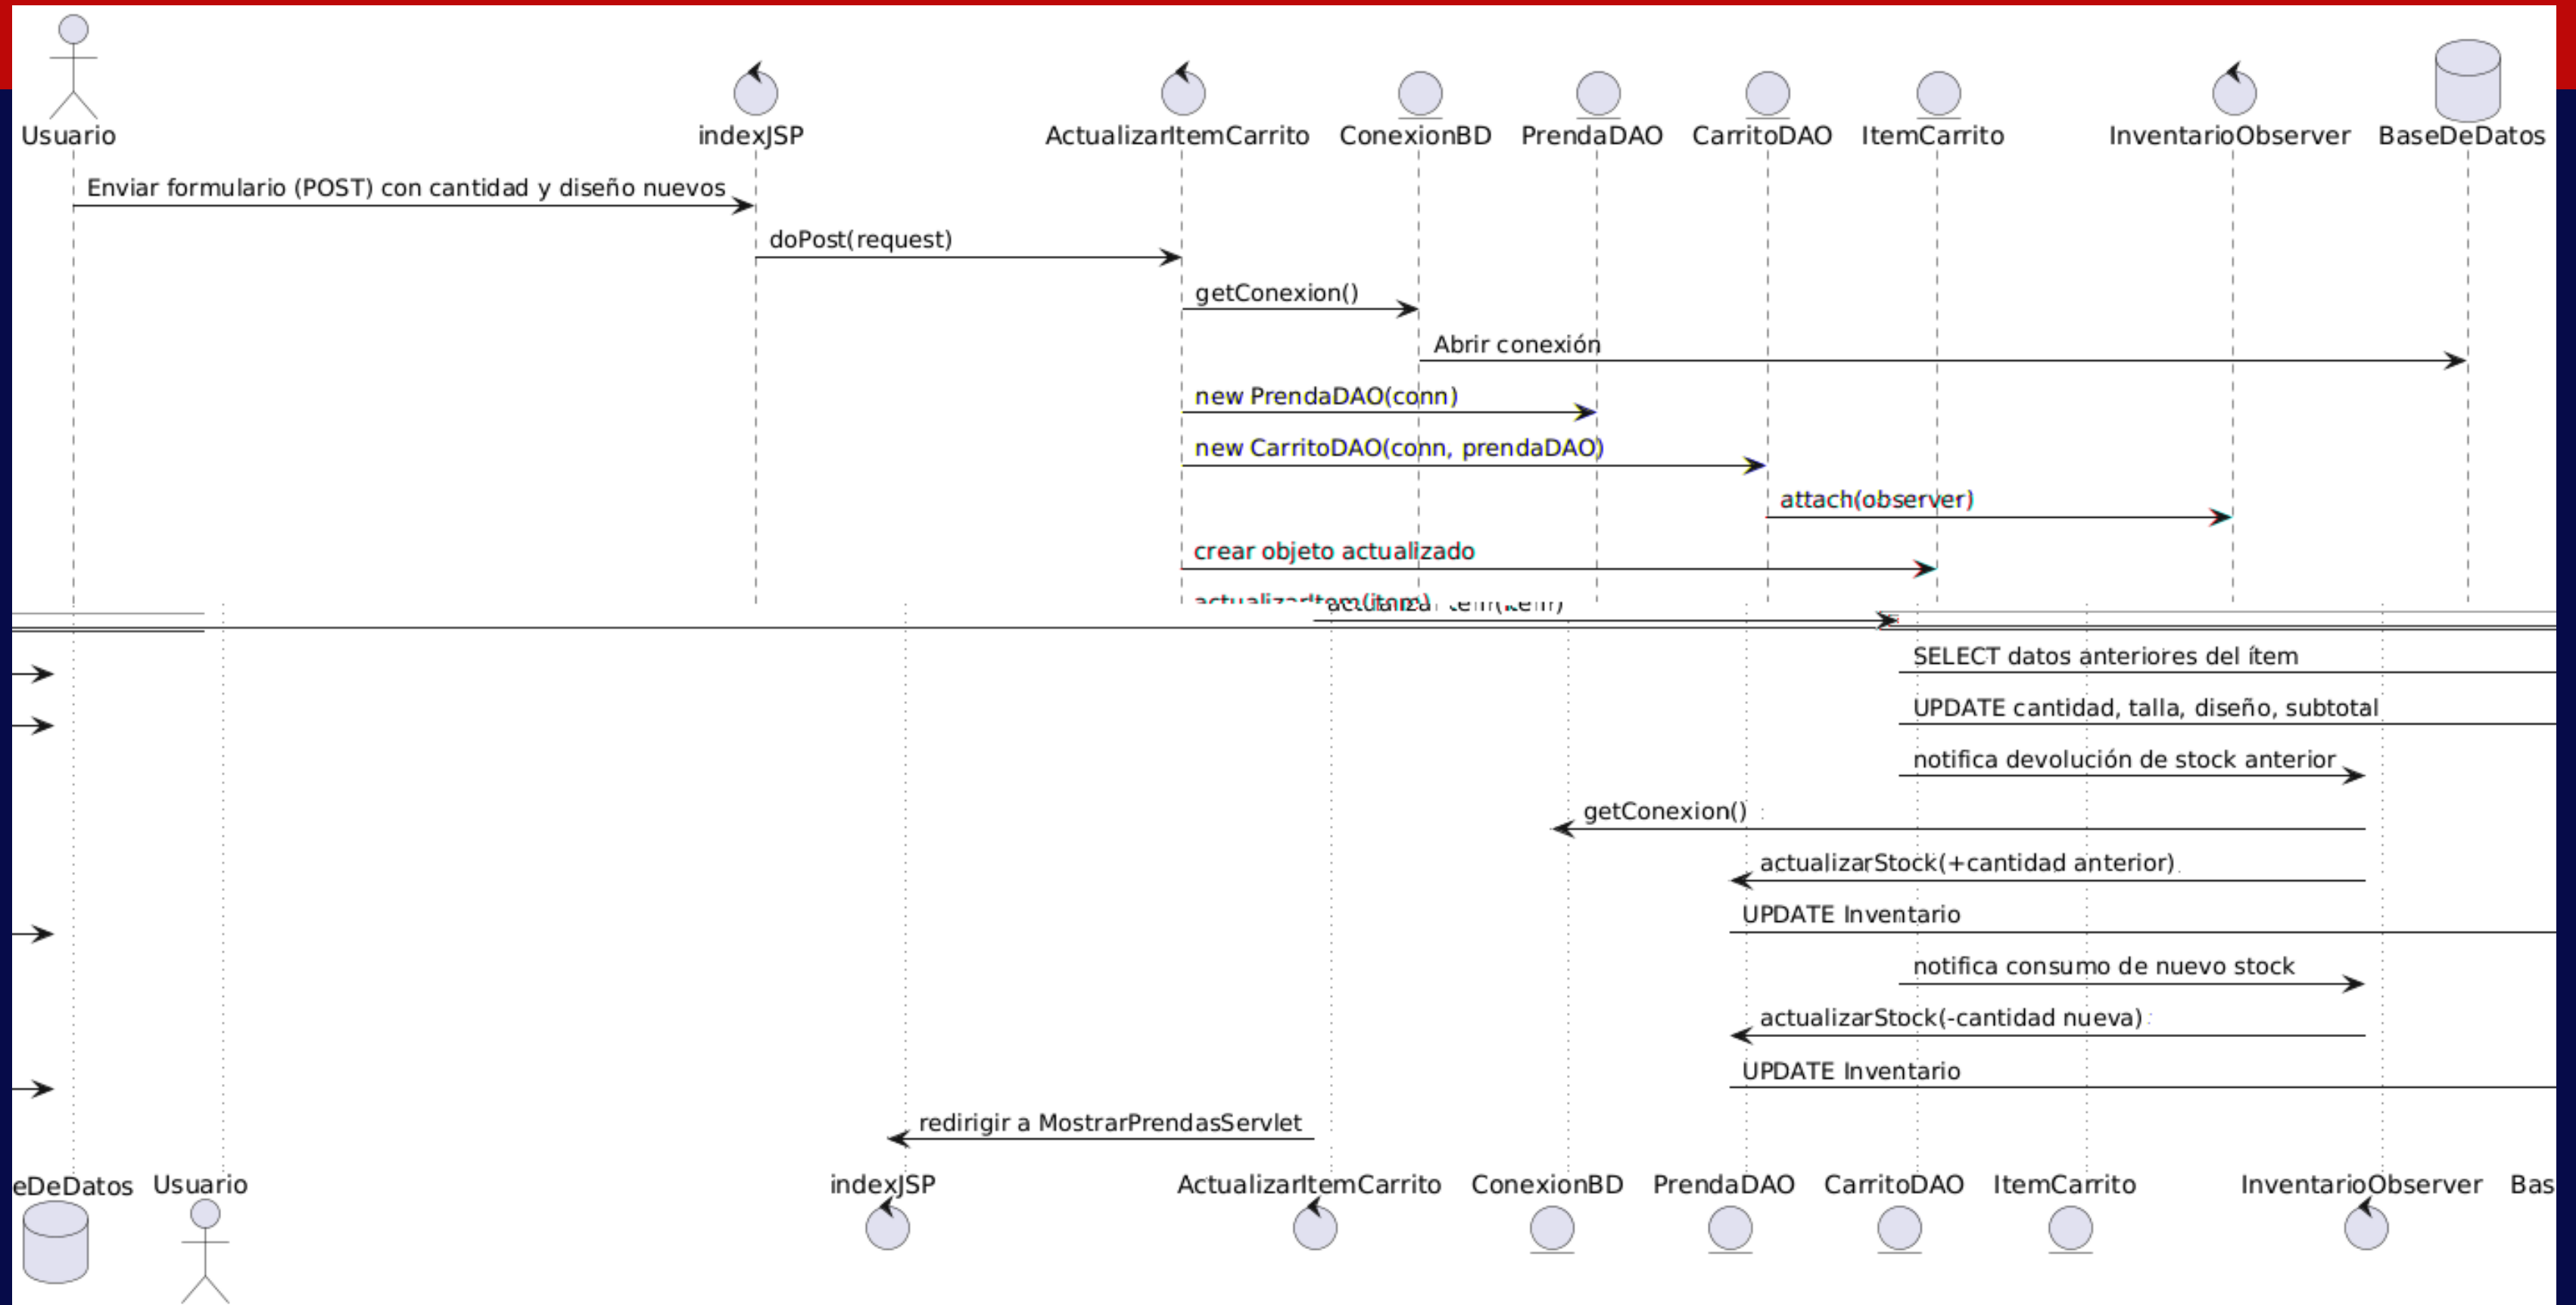 Usuario
indexJSP
ActualizarItemCarrito
ConexionBD
PrendaDAO
CarritoDAO
ItemCarrito
InventarioObserver
BaseDeDatos
Enviar formulario (POST) con cantidad y diseño nuevos
doPost(request)
getConexion()
Abrir conexión
new PrendaDAO(conn)
new CarritoDAO(conn, prendaDAO)
attach(observer)
crear objeto actualizado
actualizarItem(item)
SELECT datos anteriores del ítem
UPDATE cantidad, talla, diseño, subtotal
notifica devolución de stock anterior
getConexion()
actualizarStock(+cantidad anterior)
UPDATE Inventario
notifica consumo de nuevo stock
actualizarStock(-cantidad nueva)
UPDATE Inventario
redirigir a MostrarPrendasServlet
eDeDatos
Usuario
indexJSP
ActualizarItemCarrito
ConexionBD
PrendaDAO
CarritoDAO
ItemCarrito
InventarioObserver
Bas